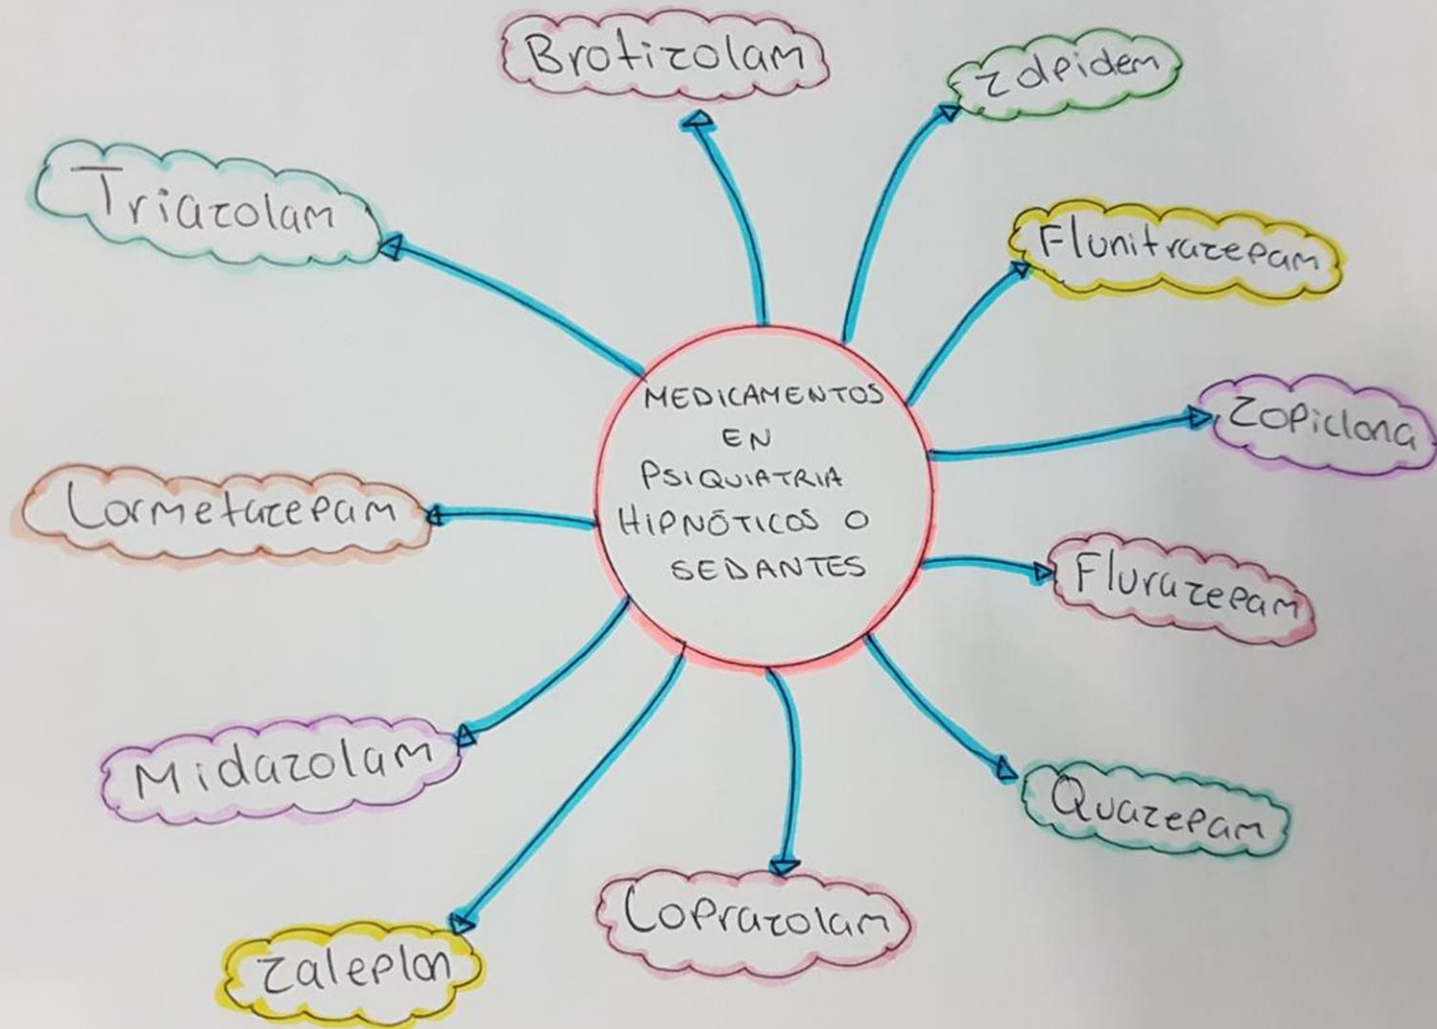 Brotizolam
zolpidem
Triazolam
Flunitrazepam
MEDICAMENTOS
EN
PSIQUIATRIA
HIPNÓTICOS O
SEDANTES
Zopiclona
Lormetazepam
Flurazepam
Midazolam
Quazepam
Loprazolam
zaleplon